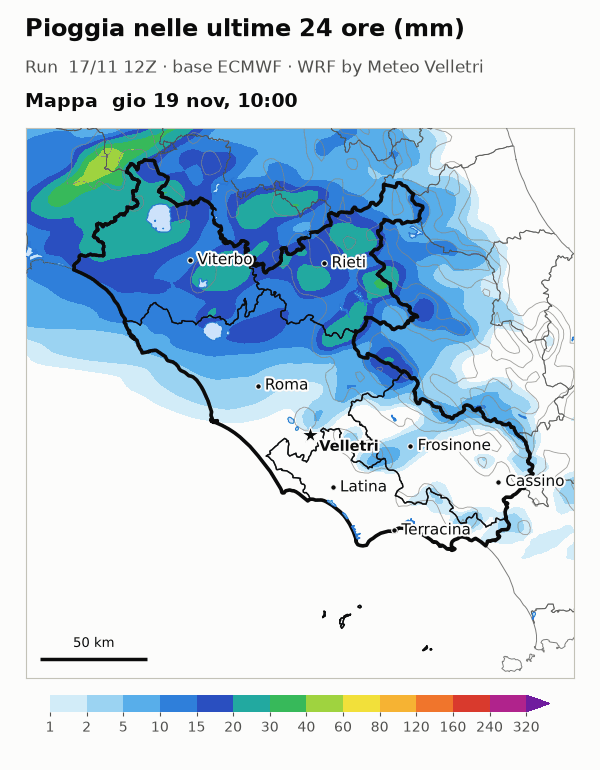 Pioggia nelle ultime 24 ore (mm)
Run  17/11 12Z · base ECMWF · WRF by Meteo Velletri
Mappa  gio 19 nov, 10:00
Viterbo
Rieti
Roma
Velletri
Frosinone
Latina
Cassino
Terracina
50 km
1 2 5 10 15 20 30 40 60 80 120 160 240 320